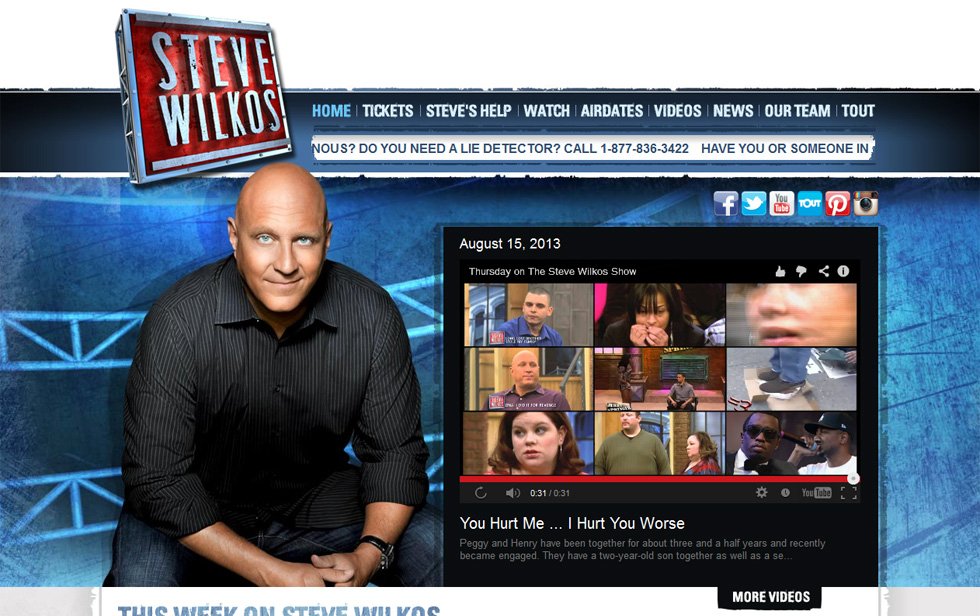 STEVE
WILKOS
HOME TICKETS STEVE'S HELP WATCH AIRDATES VIDEOS NEWS OUR TEAM TOUT
NOUS? DO YOU NEED A LIE DETECTOR? CALL 1-877-836-3422 HAVE YOU OR SOMEONE IN
You
Tube
TOUT
August 15, 2013
Thursday on The Steve Wilkos Show
0:31 / 0:31
YouTube
You Hurt Me ... I Hurt You Worse
Peggy and Henry have been together for about three and a half years and recently
became engaged. They have a two-year-old son together as well as a se...
MORE VIDEOS
THIS WEEK ON STEVE WILKOS